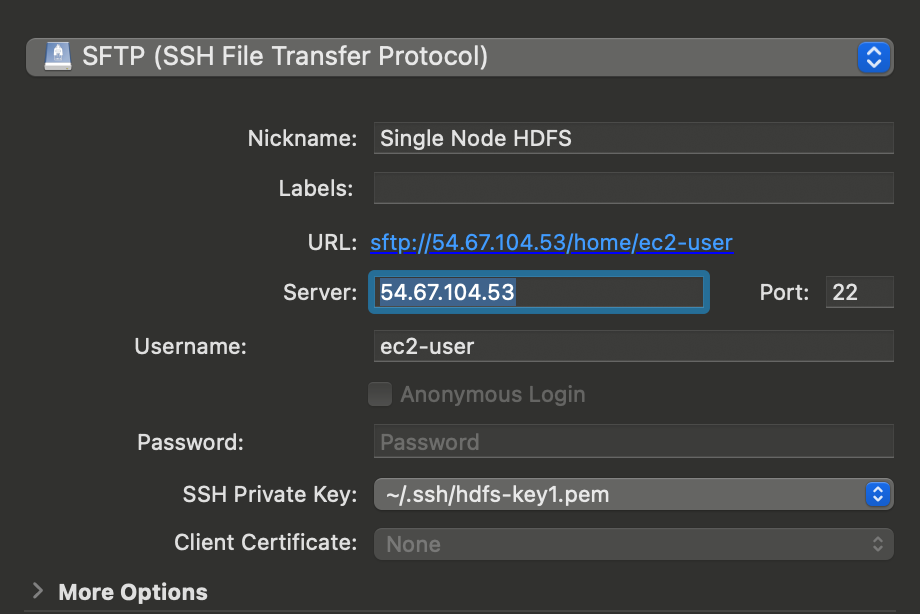 SFTP (SSH File Transfer Protocol)
Nickname: Single Node HDFS
Labels:
URL: sftp://54.67.104.53/home/ec2-user
Server: 54.67.104.53 Port: 22
Username: ec2-user
Anonymous Login
Password: Password
SSH Private Key: ~/.ssh/hdfs-key1.pem
Client Certificate: None
More Options